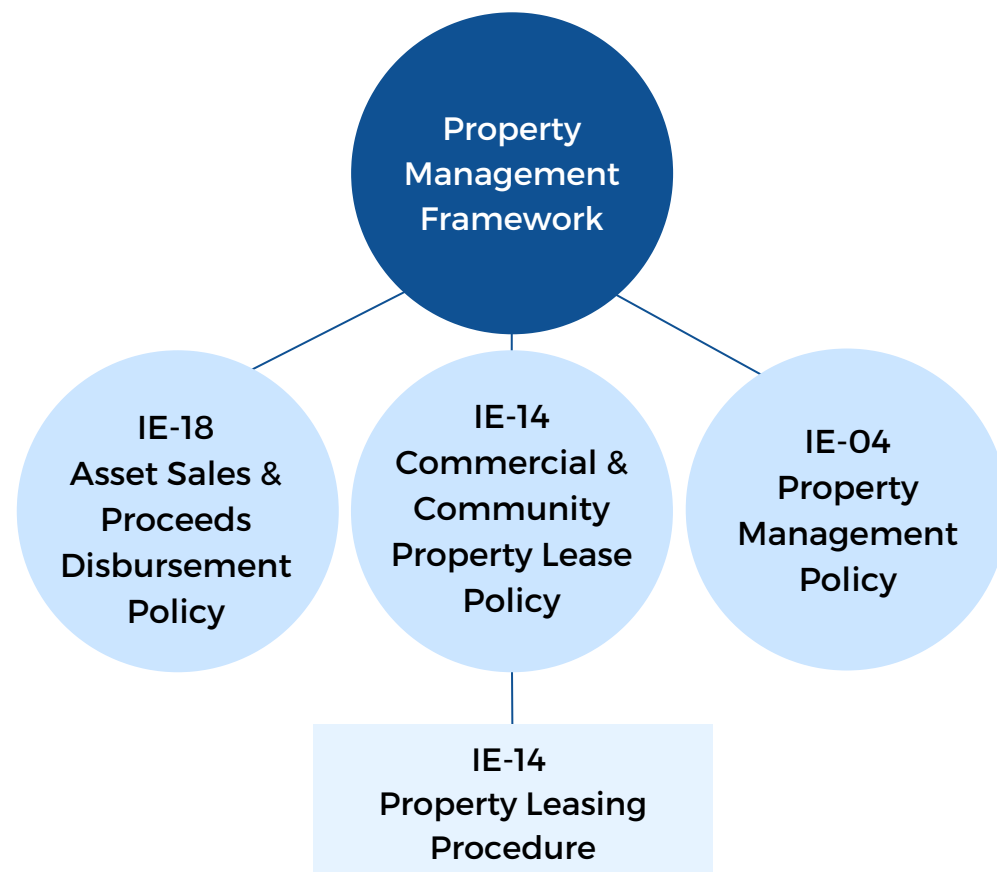 Property
Management
Framework
IE-18
Asset Sales &
Proceeds
Disbursement
Policy
IE-14
Commercial &
Community
Property Lease
Policy
IE-04
Property
Management
Policy
IE-14
Property Leasing
Procedure